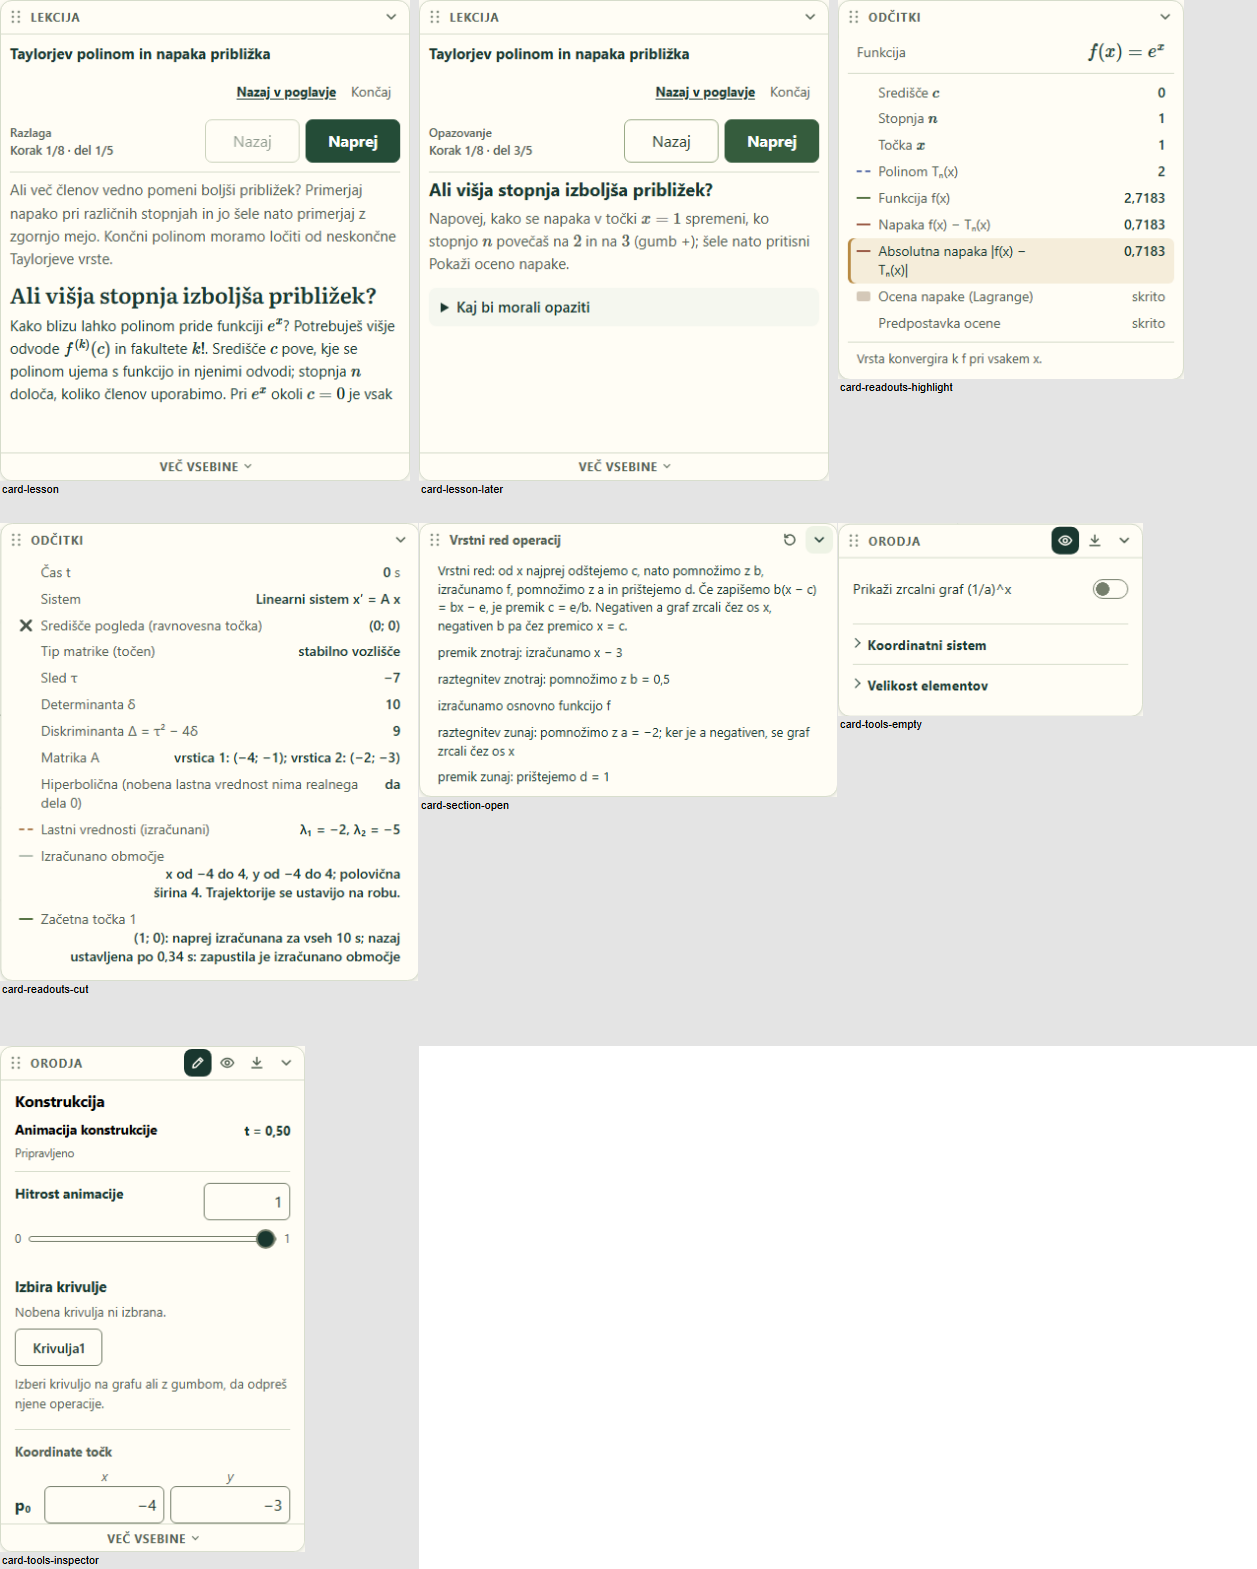 LEKCIJA
Taylorjev polinom in napaka približka
Nazaj v poglavje Končaj
Razlaga
Korak 1/8 · del 1/5
Nazaj Naprej
Ali več členov vedno pomeni boljši približek? Primerjaj
napako pri različnih stopnjah in jo šele nato primerjaj z
zgornjo mejo. Končni polinom moramo ločiti od neskončne
Taylorjeve vrste.
Ali višja stopnja izboljša približek?
Kako blizu lahko polinom pride funkciji eˣ? Potrebuješ višje
odvode f⁽ᵏ⁾(c) in fakultete k!. Središče c pove, kje se
polinom ujema s funkcijo in njenimi odvodi; stopnja n
določa, koliko členov uporabimo. Pri eˣ okoli c = 0 je vsak
VEČ VSEBINE
card-lesson
LEKCIJA
Taylorjev polinom in napaka približka
Nazaj v poglavje Končaj
Opazovanje
Korak 1/8 · del 3/5
Nazaj Naprej
Ali višja stopnja izboljša približek?
Napovej, kako se napaka v točki x = 1 spremeni, ko
stopnjo n povečaš na 2 in na 3 (gumb +); šele nato pritisni
Pokaži oceno napake.
▶ Kaj bi morali opaziti
VEČ VSEBINE
card-lesson-later
ODČITKI
Funkcija f(x) = eˣ
Središče c 0
Stopnja n 1
Točka x 1
Polinom Tₙ(x) 2
Funkcija f(x) 2,7183
Napaka f(x) − Tₙ(x) 0,7183
Absolutna napaka |f(x) − 0,7183
Tₙ(x)|
Ocena napake (Lagrange) skrito
Predpostavka ocene skrito
Vrsta konvergira k f pri vsakem x.
card-readouts-highlight
ODČITKI
Čas t 0 s
Sistem Linearni sistem x′ = A x
Središče pogleda (ravnovesna točka) (0; 0)
Tip matrike (točen) stabilno vozlišče
Sled τ −7
Determinanta δ 10
Diskriminanta Δ = τ² − 4δ 9
Matrika A vrstica 1: (−4; −1); vrstica 2: (−2; −3)
Hiperbolična (nobena lastna vrednost nima realnega da
dela 0)
Lastni vrednosti (izračunani) λ₁ = −2, λ₂ = −5
Izračunano območje
x od −4 do 4, y od −4 do 4; polovična
širina 4. Trajektorije se ustavijo na robu.
Začetna točka 1
(1; 0): naprej izračunana za vseh 10 s; nazaj
ustavljena po 0,34 s: zapustila je izračunano območje
card-readouts-cut
Vrstni red operacij
Vrstni red: od x najprej odštejemo c, nato pomnožimo z b,
izračunamo f, pomnožimo z a in prištejemo d. Če zapišemo b(x − c)
= bx − e, je premik c = e/b. Negativen a graf zrcali čez os x,
negativen b pa čez premico x = c.
premik znotraj: izračunamo x − 3
raztegnitev znotraj: pomnožimo z b = 0,5
izračunamo osnovno funkcijo f
raztegnitev zunaj: pomnožimo z a = −2; ker je a negativen, se graf
zrcali čez os x
premik zunaj: prištejemo d = 1
card-section-open
ORODJA
Prikaži zrcalni graf (1/a)^x
Koordinatni sistem
Velikost elementov
card-tools-empty
ORODJA
Konstrukcija
Animacija konstrukcije t = 0,50
Pripravljeno
Hitrost animacije 1
0 1
Izbira krivulje
Nobena krivulja ni izbrana.
Krivulja1
Izberi krivuljo na grafu ali z gumbom, da odpreš
njene operacije.
Koordinate točk
x y
p₀ −4 −3
VEČ VSEBINE
card-tools-inspector